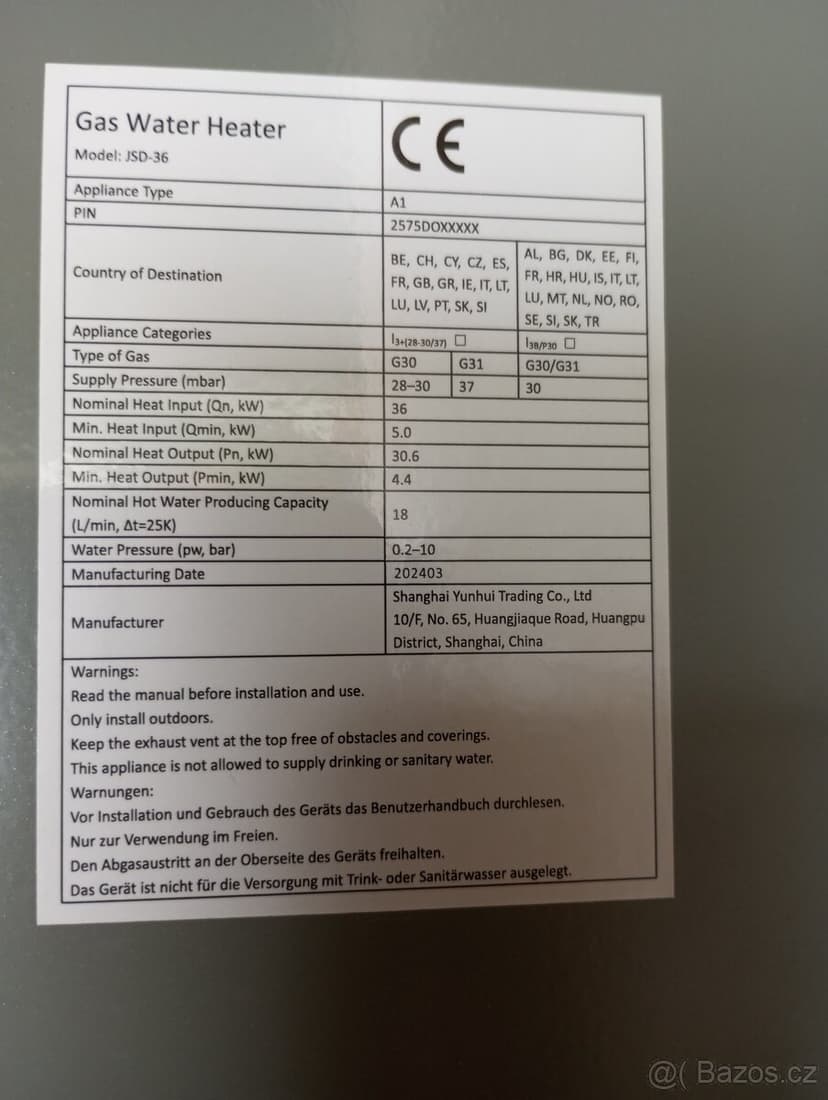 Gas Water Heater
Model: JSD-36
CE
Appliance Type
A1
PIN
2575DOXXXXX
Country of Destination
BE, CH, CY, CZ, ES,
FR, GB, GR, IE, IT, LT,
LU, LV, PT, SK, SI
AL, BG, DK, EE, FI,
FR, HR, HU, IS, IT, LT,
LU, MT, NL, NO, RO,
SE, SI, SK, TR
Appliance Categories
I3+(28-30/37) □
I3B/P30 □
Type of Gas
G30
G31
G30/G31
Supply Pressure (mbar)
28–30
37
30
Nominal Heat Input (Qn, kW)
36
Min. Heat Input (Qmin, kW)
5.0
Nominal Heat Output (Pn, kW)
30.6
Min. Heat Output (Pmin, kW)
4.4
Nominal Hot Water Producing Capacity
(L/min, Δt=25K)
18
Water Pressure (pw, bar)
0.2–10
Manufacturing Date
202403
Manufacturer
Shanghai Yunhui Trading Co., Ltd
10/F, No. 65, Huangjiaque Road, Huangpu
District, Shanghai, China
Warnings:
Read the manual before installation and use.
Only install outdoors.
Keep the exhaust vent at the top free of obstacles and coverings.
This appliance is not allowed to supply drinking or sanitary water.
Warnungen:
Vor Installation und Gebrauch des Geräts das Benutzerhandbuch durchlesen.
Nur zur Verwendung im Freien.
Den Abgasaustritt an der Oberseite des Geräts freihalten.
Das Gerät ist nicht für die Versorgung mit Trink- oder Sanitärwasser ausgelegt.
@( Bazos.cz